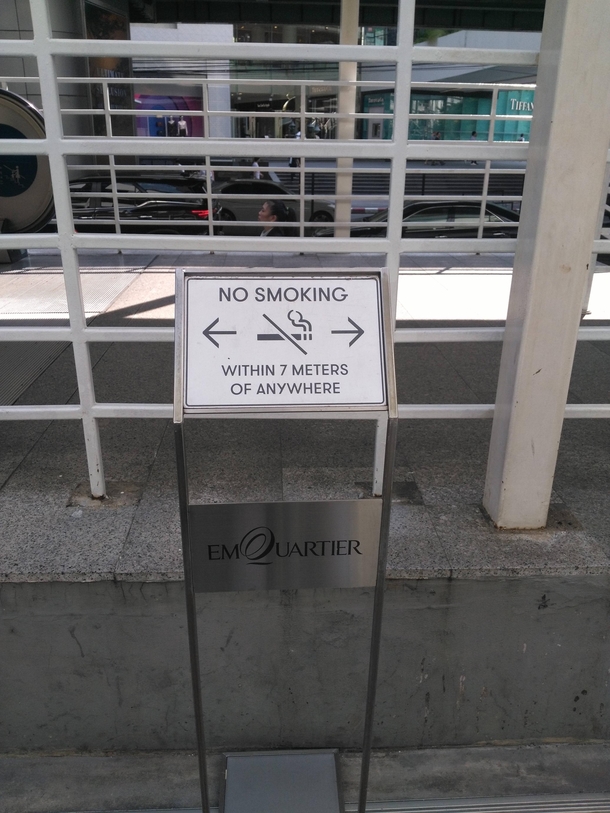 NO SMOKING
WITHIN 7 METERS
OF ANYWHERE
EMQUARTIER